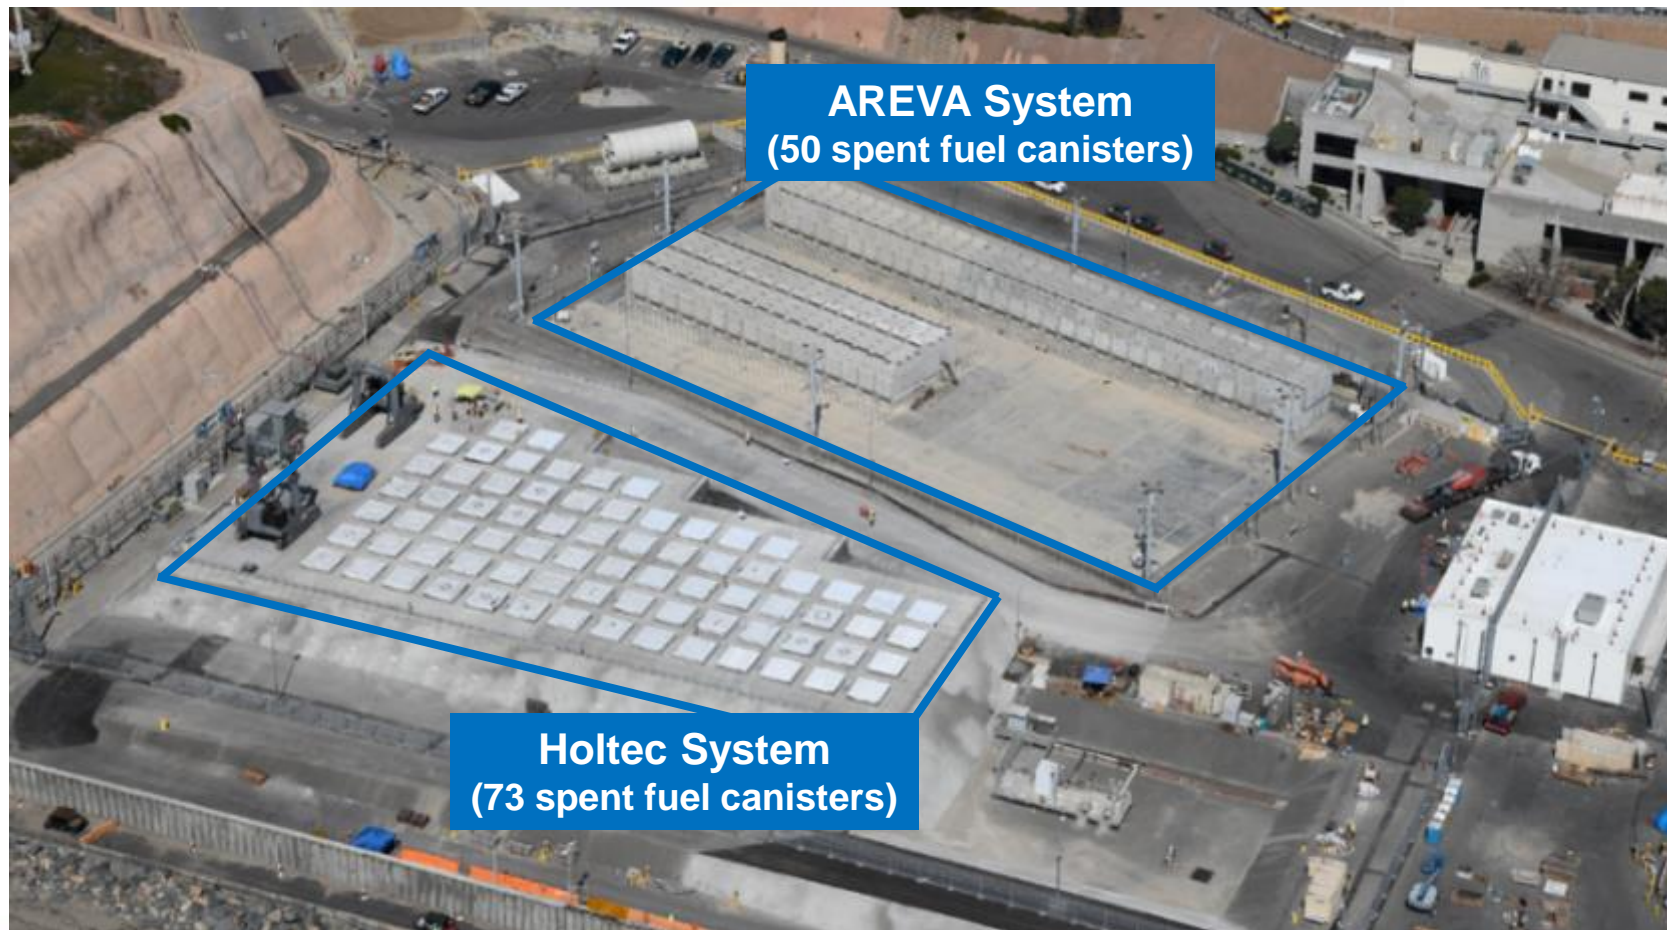 AREVA System
(50 spent fuel canisters)
Holtec System
(73 spent fuel canisters)